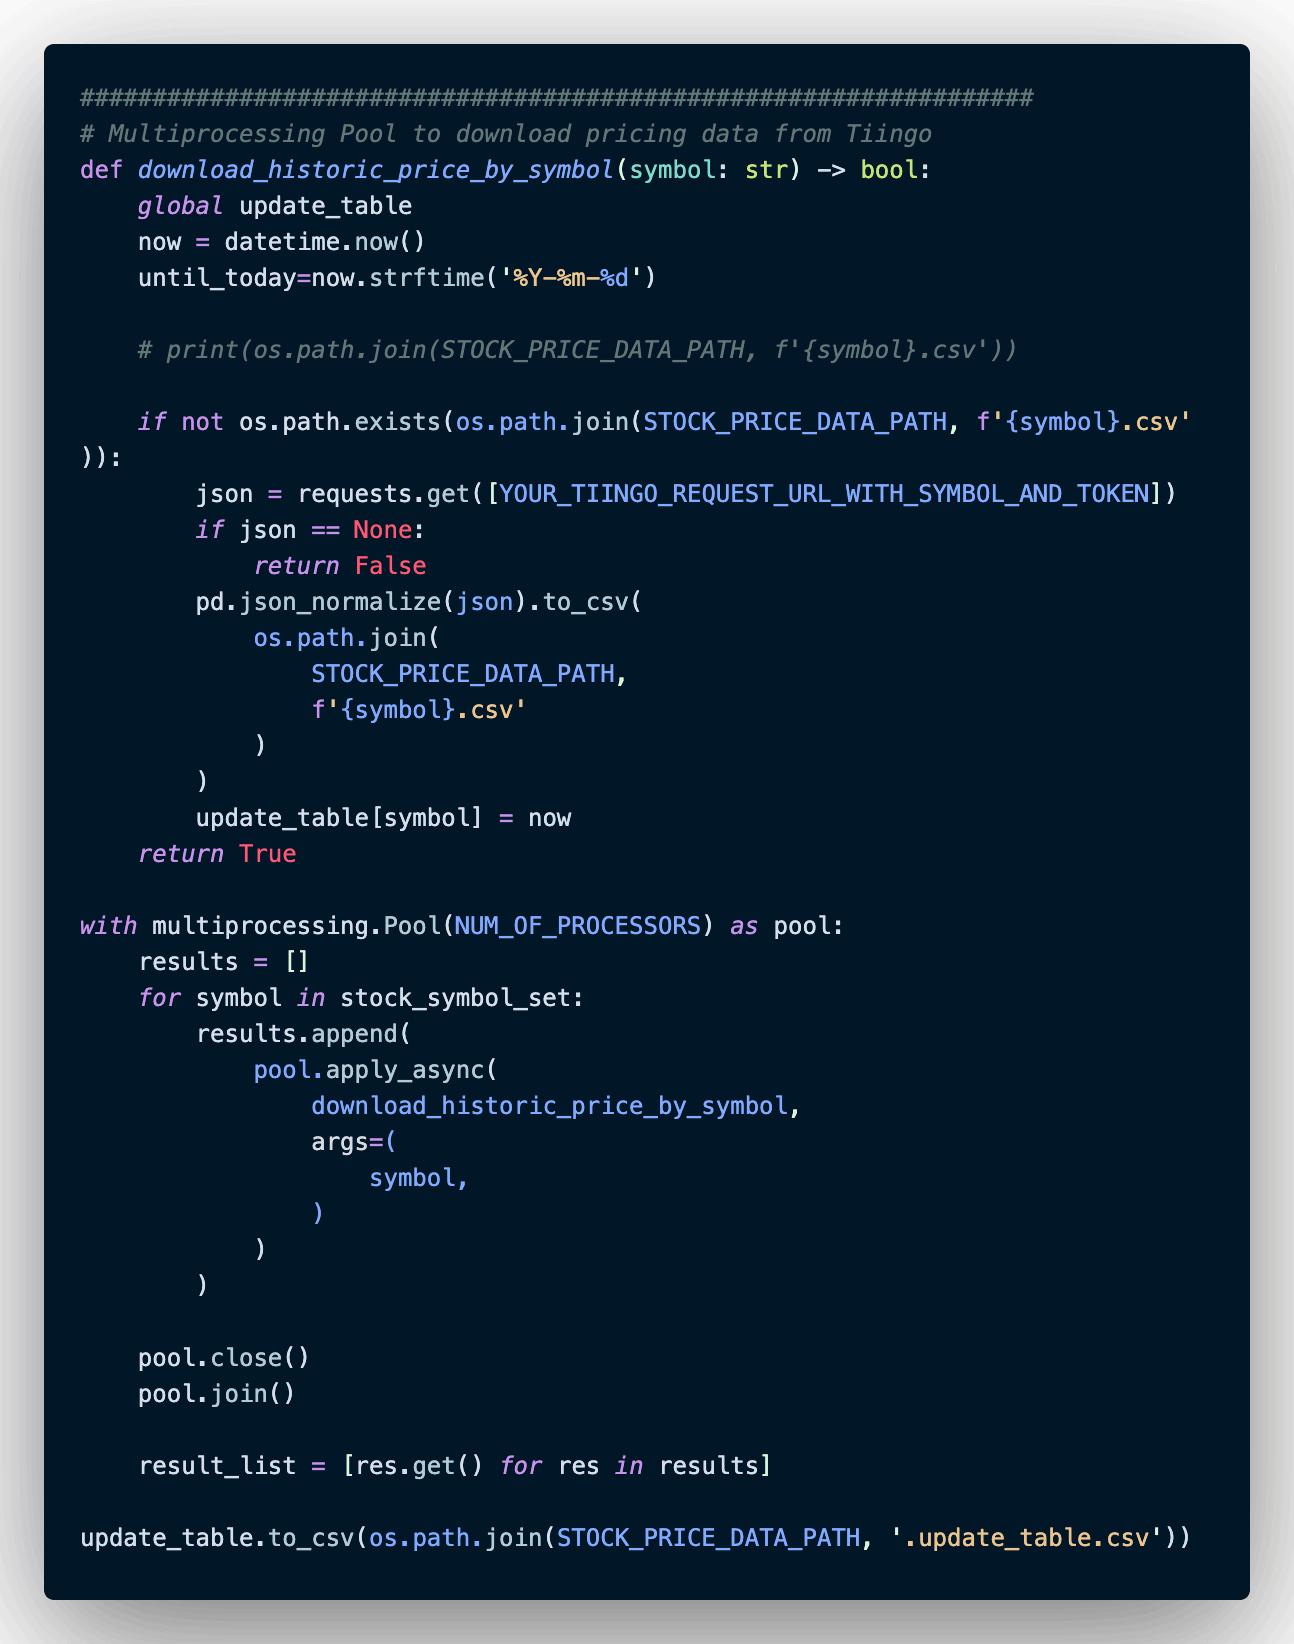 ##################################################################
# Multiprocessing Pool to download pricing data from Tiingo
def download_historic_price_by_symbol(symbol: str) -> bool:
    global update_table
    now = datetime.now()
    until_today=now.strftime('%Y-%m-%d')

    # print(os.path.join(STOCK_PRICE_DATA_PATH, f'{symbol}.csv'))

    if not os.path.exists(os.path.join(STOCK_PRICE_DATA_PATH, f'{symbol}.csv'
)):
        json = requests.get([YOUR_TIINGO_REQUEST_URL_WITH_SYMBOL_AND_TOKEN])
        if json == None:
            return False
        pd.json_normalize(json).to_csv(
            os.path.join(
                STOCK_PRICE_DATA_PATH,
                f'{symbol}.csv'
            )
        )
        update_table[symbol] = now
    return True

with multiprocessing.Pool(NUM_OF_PROCESSORS) as pool:
    results = []
    for symbol in stock_symbol_set:
        results.append(
            pool.apply_async(
                download_historic_price_by_symbol,
                args=(
                    symbol,
                )
            )
        )

    pool.close()
    pool.join()

    result_list = [res.get() for res in results]

update_table.to_csv(os.path.join(STOCK_PRICE_DATA_PATH, '.update_table.csv'))